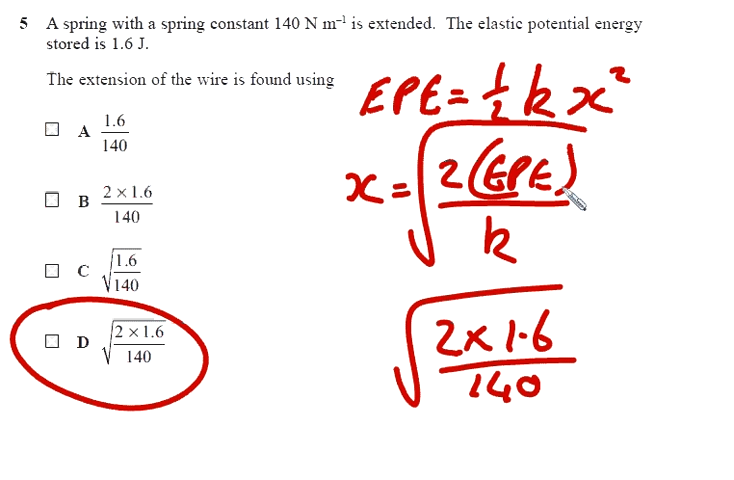 5 A spring with a spring constant 140 N m⁻¹ is extended. The elastic potential energy
stored is 1.6 J.
The extension of the wire is found using
EPE = ½ k x²
A 1.6/140
x = √(2(EPE)/k)
B 2 × 1.6/140
C √(1.6/140)
D √(2 × 1.6/140)
√(2 × 1.6/140)